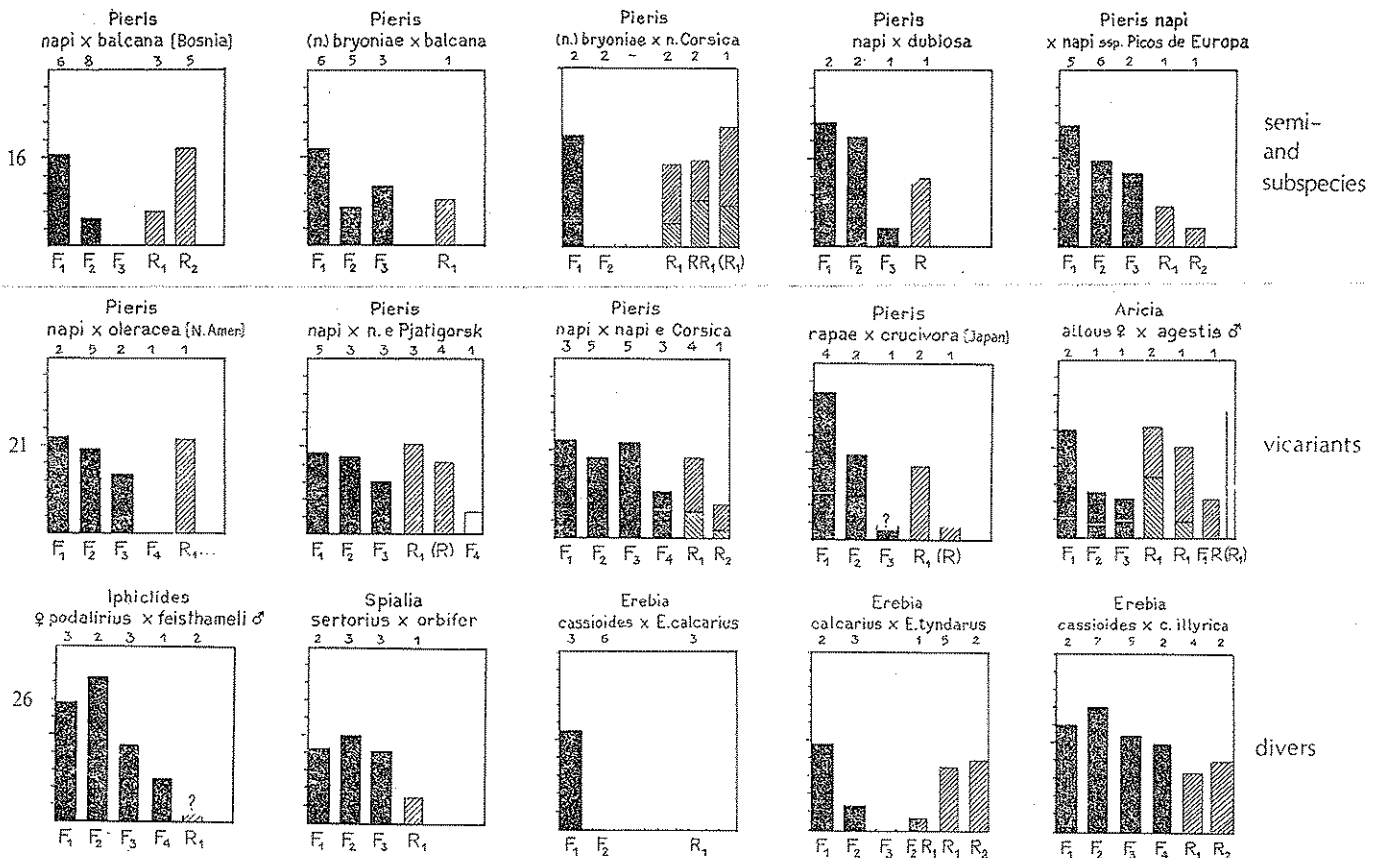 Pieris
napi x balcana [Bosnia]
6 8 3 5
16
F₁ F₂ F₃ R₁ R₂
Pieris
(n.) bryoniae x balcana
6 5 3 1
F₁ F₂ F₃ R₁
Pieris
(n.) bryoniae x n. Corsica
2 2 – 2 2 1
F₁ F₂ R₁ RR₁ (R₁)
Pieris
napi x dubiosa
2 2 1 1
F₁ F₂ F₃ R
Pieris napi
x napi ssp. Picos de Europa
5 6 2 1 1
F₁ F₂ F₃ R₁ R₂
semi-
and
subspecies
Pieris
napi x oleracea [N. Amer]
2 5 2 1 1
21
F₁ F₂ F₃ F₄ R₁...
Pieris
napi x n. e Pjatigorsk
5 3 3 3 4 1
F₁ F₂ F₃ R₁ (R) F₄
Pieris
napi x napi e Corsica
3 5 5 2 4 1
F₁ F₂ F₃ F₄ R₁ R₂
Pieris
rapae x crucivora [Japan]
4 2 1 2 1
?
F₁ F₂ F₃ R₁ (R)
Aricia
allous ♀ x agestis ♂
2 1 1 2 1 1 1
F₁ F₂ F₃ R₁ R₁ F₁R (R₁)
vicariants
Iphiclides
♀ podalirius x feisthameli ♂
3 2 3 1 2
26
?
F₁ F₂ F₃ F₄ R₁
Spialia
sertorius x orbifer
2 3 3 1
F₁ F₂ F₃ R₁
Erebia
cassioides x E. calcarius
3 6 3
F₁ F₂ R₁
Erebia
calcarius x E. tyndarus
2 3 1 5 2
F₁ F₂ F₃ F₂R₁ R₁ R₂
Erebia
cassioides x c. illyrica
2 7 5 2 4 2
F₁ F₂ F₃ F₄ R₁ R₂
divers